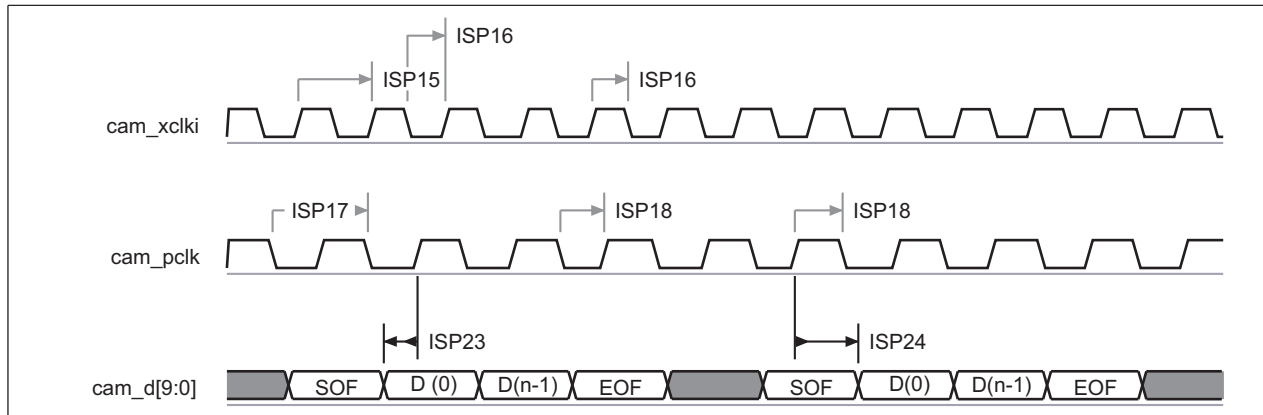 ISP16
ISP15
ISP16
cam_xclki
ISP17
ISP18
ISP18
cam_pclk
ISP23
ISP24
cam_d[9:0]
SOF
D (0)
D(n-1)
EOF
SOF
D(0)
D(n-1)
EOF